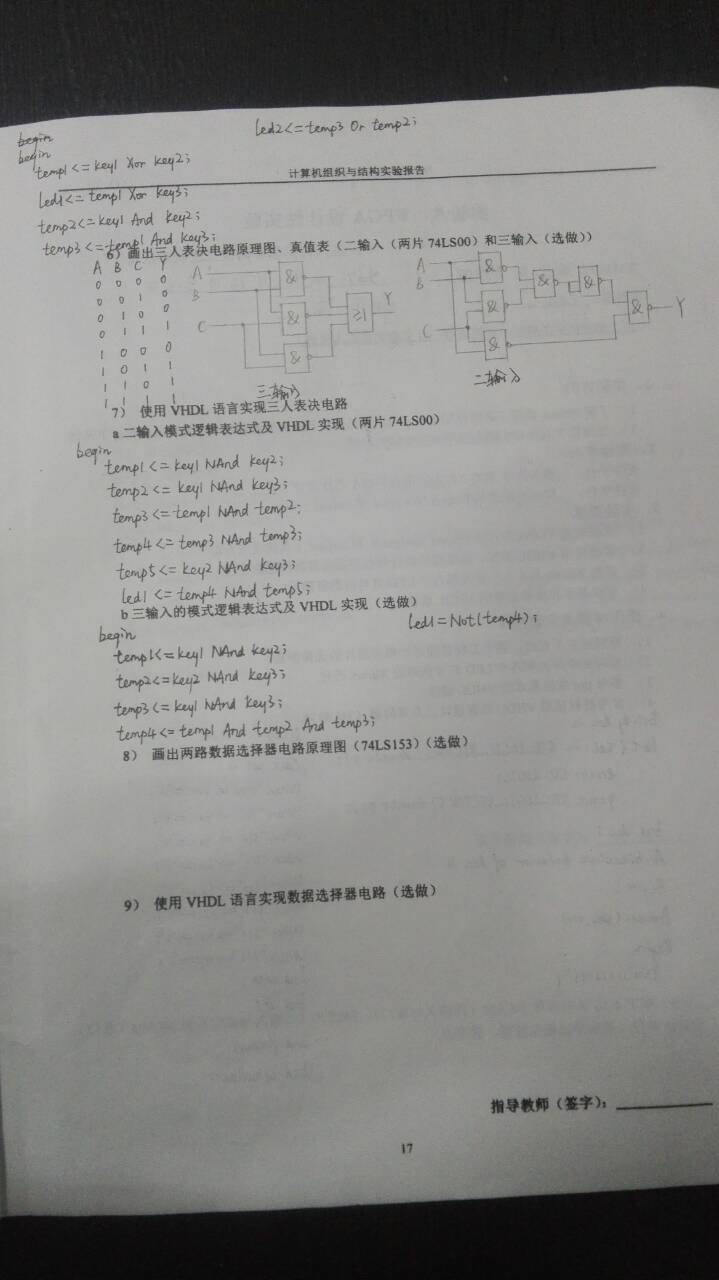 begin
begin
led2<=temp3 Or temp2;
temp1<=key1 Xor key2;
计算机组织与结构实验报告
led1<=temp1 Xor key3;
temp2<=key1 And key2;
temp3<=temp1 And key3;
6）画出三人表决电路原理图、真值表（二输入（两片 74LS00）和三输入（选做））
A B C Y
0 0 0 0
0 0 1 0
0 1 0 0
0 1 1 1
1 0 0 0
1 0 1 1
1 1 0 1
1 1 1 1
A
B
C
&
&
&
≥1
Y
三输入
A
B
C
&
&
&
&
&
&
Y
二输入
7） 使用 VHDL 语言实现三人表决电路
a 二输入模式逻辑表达式及 VHDL 实现（两片 74LS00）
begin
temp1<=key1 NAnd key2;
temp2<=key1 NAnd key3;
temp3<=temp1 NAnd temp2;
temp4<=temp3 NAnd temp3;
temp5<=key2 NAnd key3;
led1<=temp4 NAnd temp5;
b 三输入的模式逻辑表达式及 VHDL 实现（选做）
begin
led1=Not(temp4);
temp1<=key1 NAnd key2;
temp2<=key2 NAnd key3;
temp3<=key1 NAnd key3;
temp4<=temp1 And temp2 And temp3;
8） 画出两路数据选择器电路原理图（74LS153）（选做）
9） 使用 VHDL 语言实现数据选择器电路（选做）
指导教师（签字）：
17